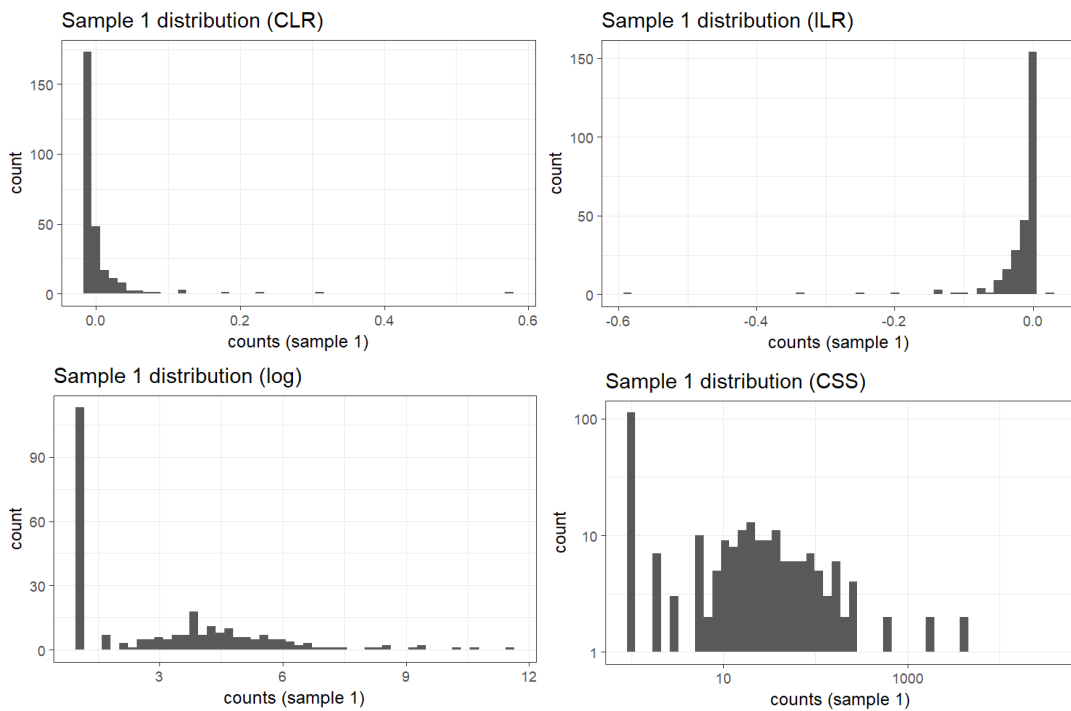 Sample 1 distribution (CLR)
count
150
100
50
0
0.0 0.2 0.4 0.6
counts (sample 1)
Sample 1 distribution (ILR)
count
150
100
50
0
-0.6 -0.4 -0.2 0.0
counts (sample 1)
Sample 1 distribution (log)
count
90
60
30
0
3 6 9 12
counts (sample 1)
Sample 1 distribution (CSS)
count
100
10
1
10 1000
counts (sample 1)